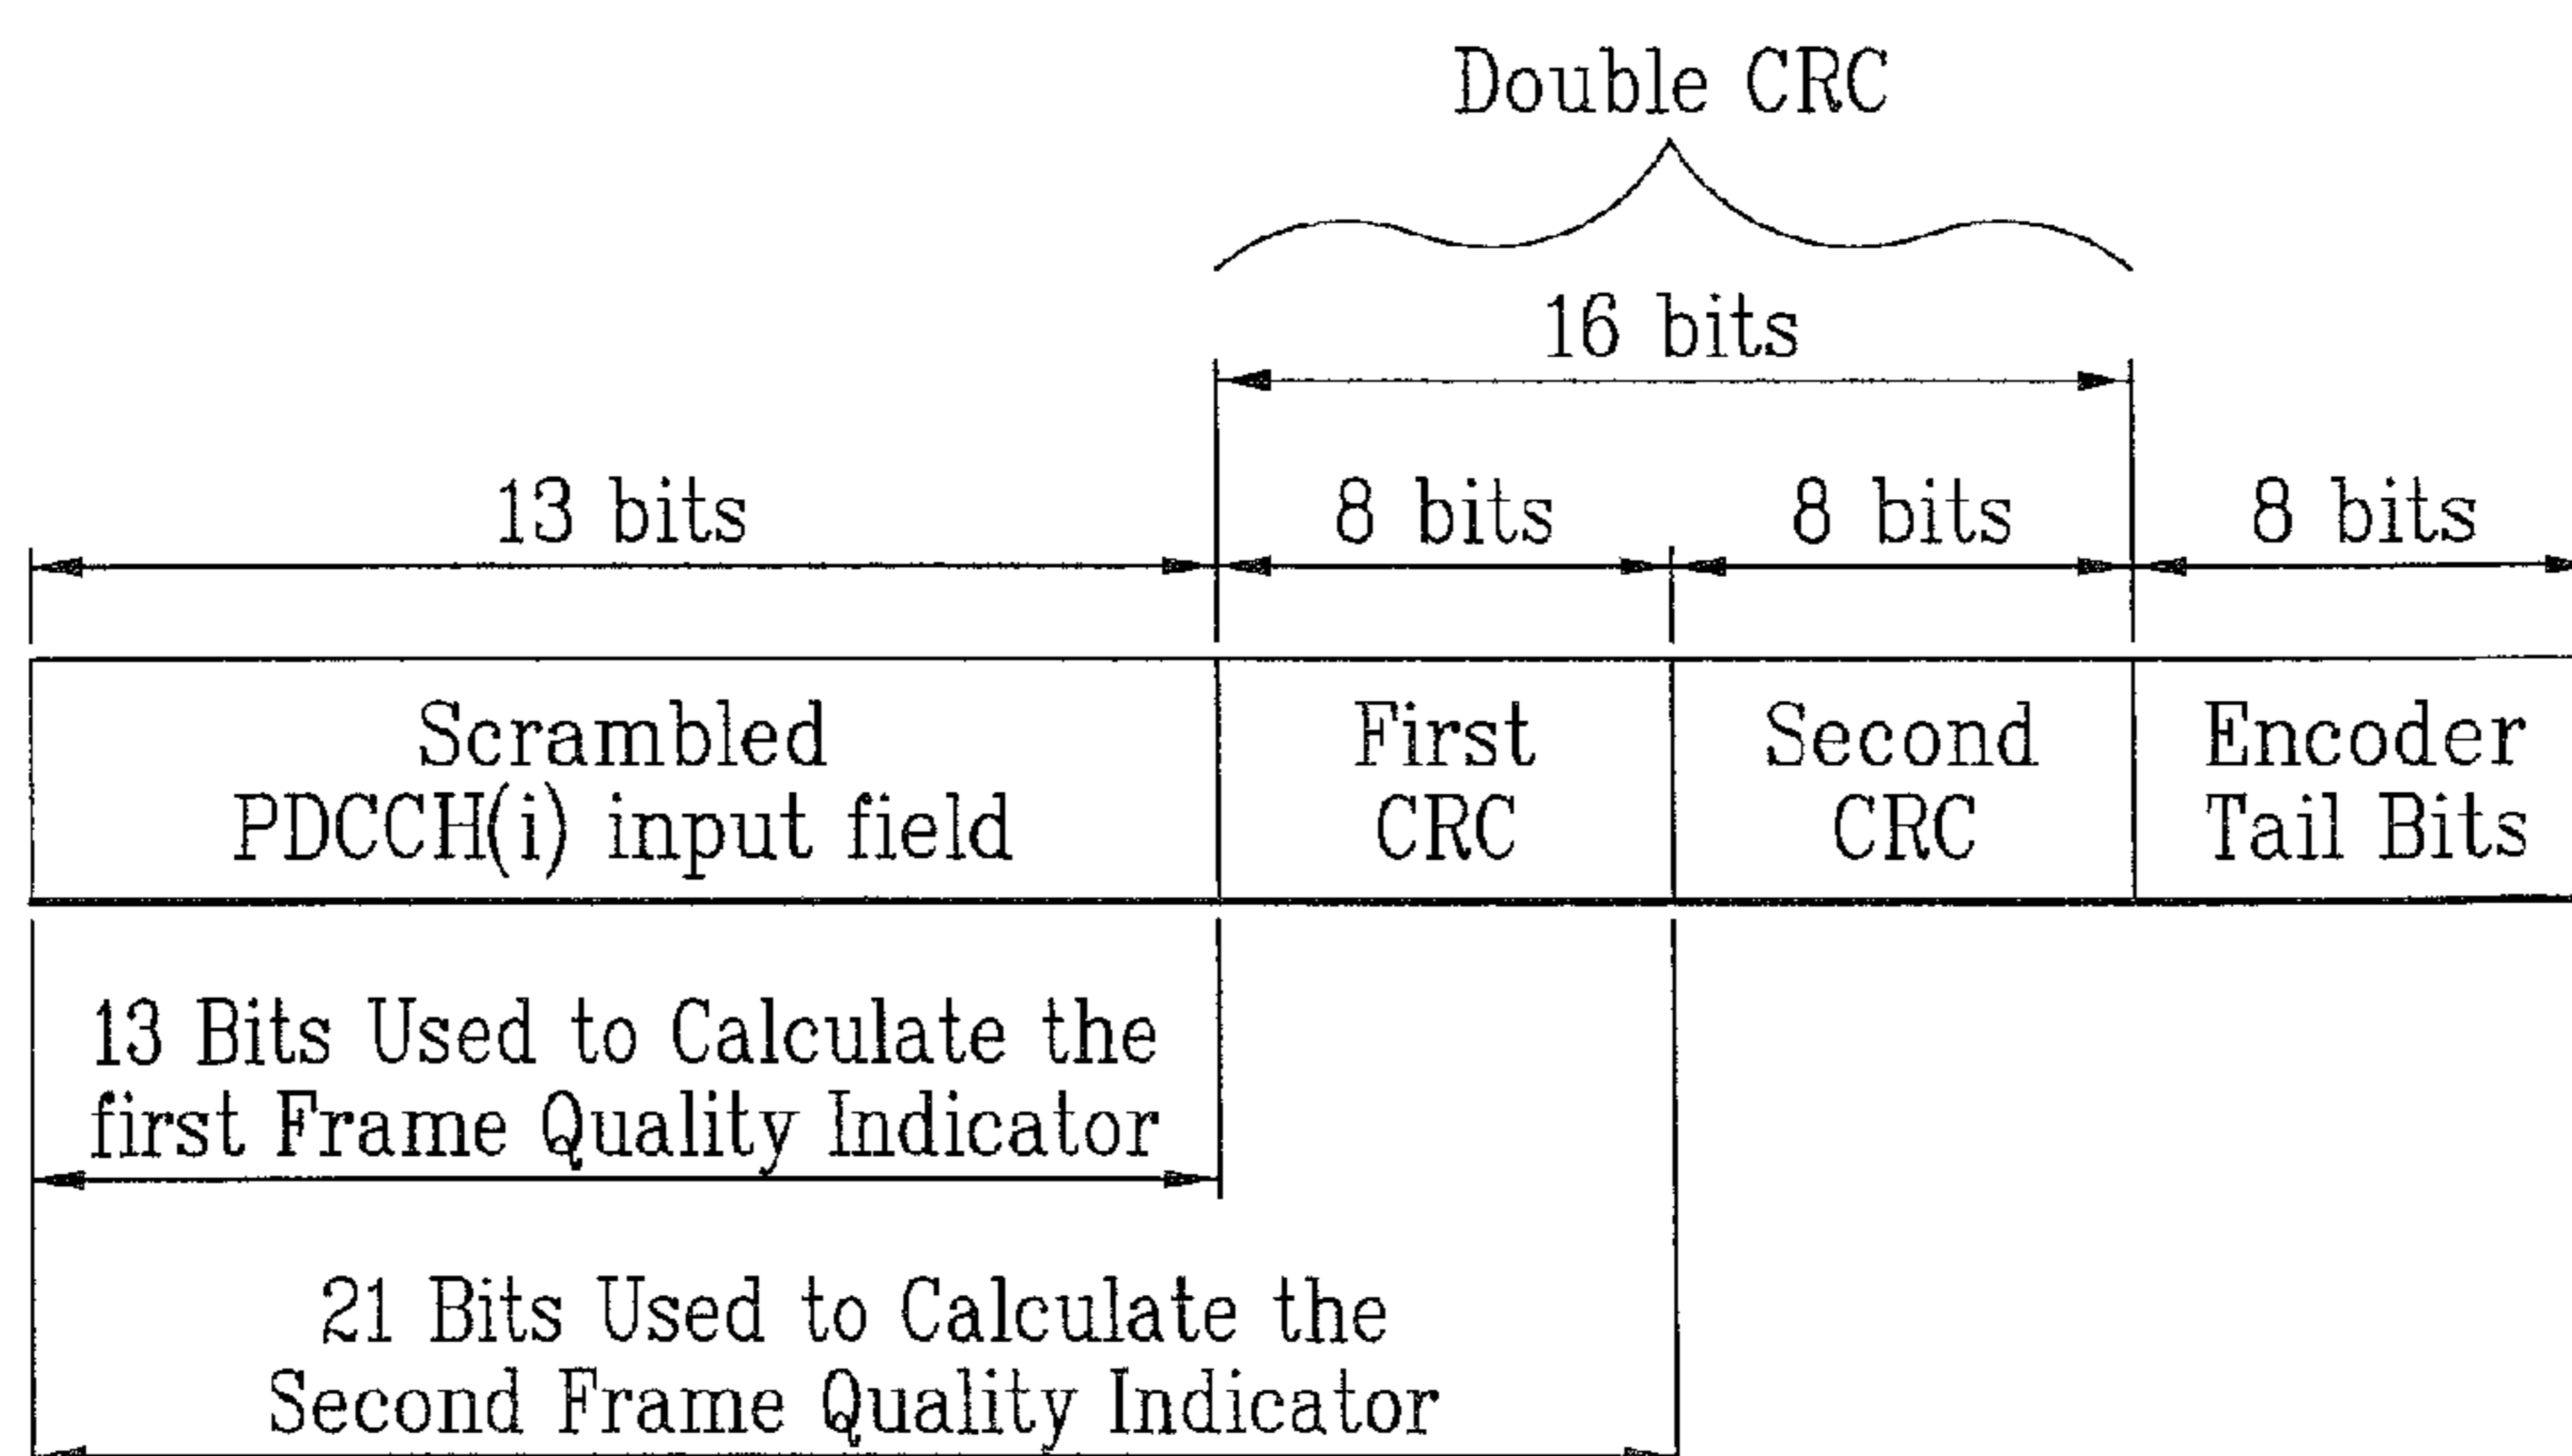 Double CRC
16 bits
13 bits 8 bits 8 bits 8 bits
Scrambled First Second Encoder
PDCCH(i) input field CRC CRC Tail Bits
13 Bits Used to Calculate the
first Frame Quality Indicator
21 Bits Used to Calculate the
Second Frame Quality Indicator